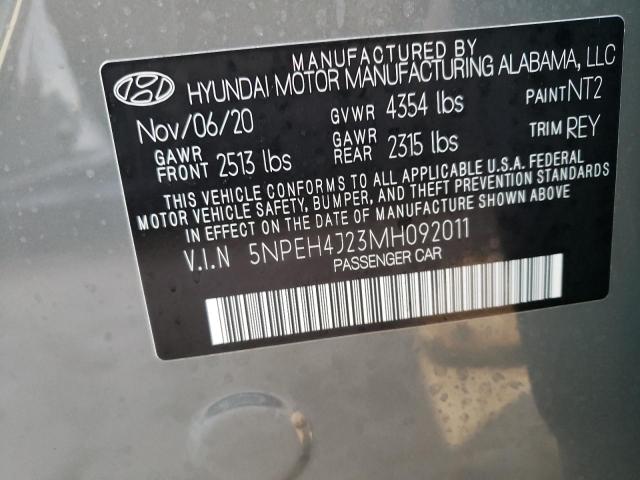 MANUFACTURED BY
HYUNDAI MOTOR MANUFACTURING ALABAMA, LLC
Nov/06/20 GVWR 4354 lbs PAINT NT2
GAWR FRONT 2513 lbs GAWR REAR 2315 lbs TRIM REY
THIS VEHICLE CONFORMS TO ALL APPLICABLE U.S.A. FEDERAL
MOTOR VEHICLE SAFETY, BUMPER, AND THEFT PREVENTION STANDARDS
IN EFFECT ON THE DATE OF MANUFACTURE SHOWN ABOVE
V.I.N 5NPEH4J23MH092011
PASSENGER CAR